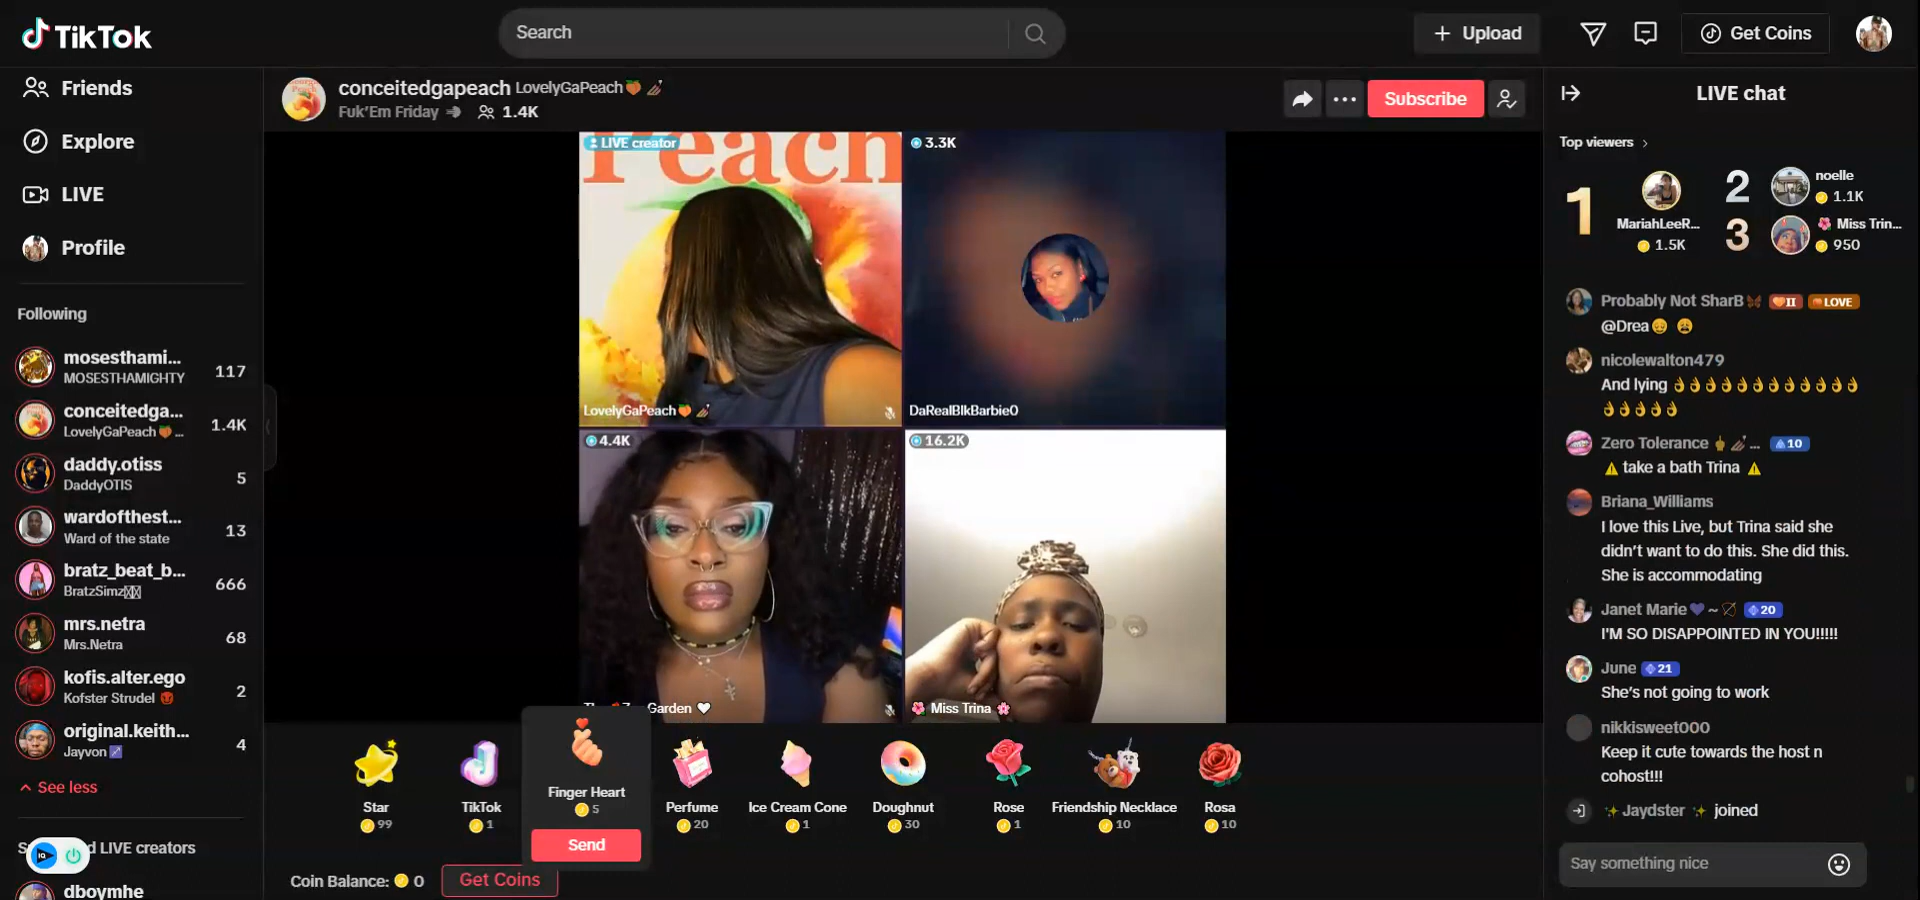 TikTok
Search
Upload
Get Coins
Friends
Explore
LIVE
Profile
Following
mosesthami...
MOSESTHAMIGHTY
117
conceitedga...
LovelyGaPeach🍑...
1.4K
daddy.otiss
DaddyOTIS
5
wardofthest...
Ward of the state
13
bratz_beat_b...
BratzSimz
666
mrs.netra
Mrs.Netra
68
kofis.alter.ego
Kofster Strudel
2
original.keith...
Jayvon
4
See less
LIVE creators
dboymhe
conceitedgapeach LovelyGaPeach🍑💅🏾
Fuk'Em Friday 💨 1.4K
Subscribe
Peach
LIVE creator
LovelyGaPeach🍑💅🏾
3.3K
DaRealBlkBarbie0
4.4K
Garden 🤍
16.2K
🌸 Miss Trina 🌸
Star
99
TikTok
1
Finger Heart
5
Send
Perfume
20
Ice Cream Cone
1
Doughnut
30
Rose
1
Friendship Necklace
10
Rosa
10
Coin Balance: 0
Get Coins
LIVE chat
Top viewers
1
MariahLeeR...
1.5K
2
noelle
1.1K
3
🌺 Miss Trin...
950
Probably Not SharB🦋 II LOVE
@Drea😔 😩
nicolewalton479
And lying 👌👌👌👌👌👌👌👌👌👌👌👌
👌👌👌👌👌
Zero Tolerance 🖕🏾💅🏾... 10
⚠️ take a bath Trina ⚠️
Briana_Williams
I love this Live, but Trina said she
didn't want to do this. She did this.
She is accommodating
Janet Marie💜~🏹 20
I'M SO DISAPPOINTED IN YOU!!!!!
June 21
She's not going to work
nikkisweet000
Keep it cute towards the host n
cohost!!!
✨Jaydster ✨ joined
Say something nice